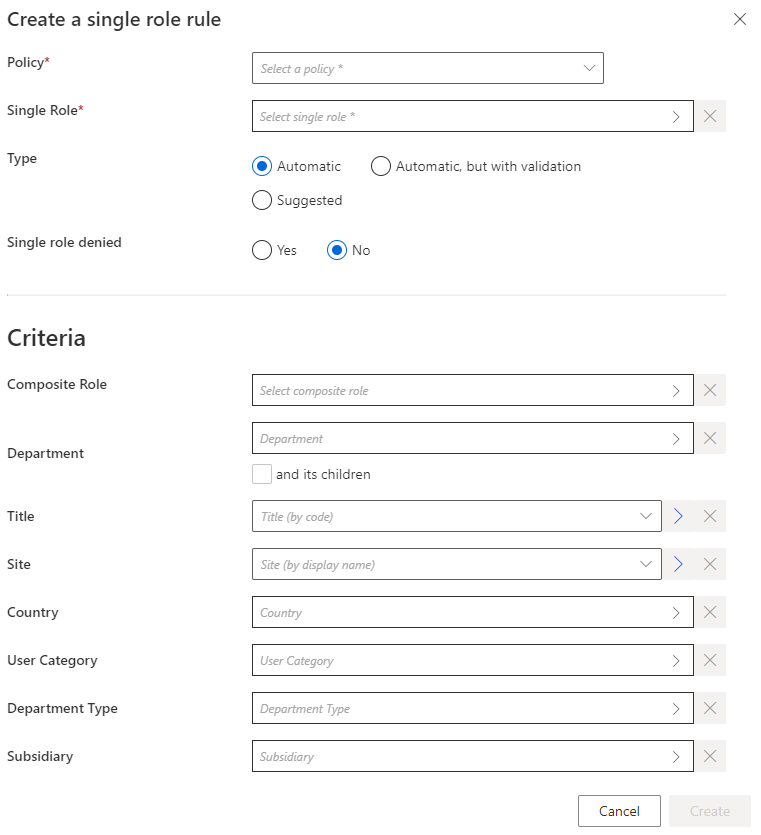 Create a single role rule
Policy*
Select a policy *
Single Role*
Select single role *
Type
Automatic
Automatic, but with validation
Suggested
Single role denied
Yes
No
Criteria
Composite Role
Select composite role
Department
Department
and its children
Title
Title (by code)
Site
Site (by display name)
Country
Country
User Category
User Category
Department Type
Department Type
Subsidiary
Subsidiary
Cancel
Create